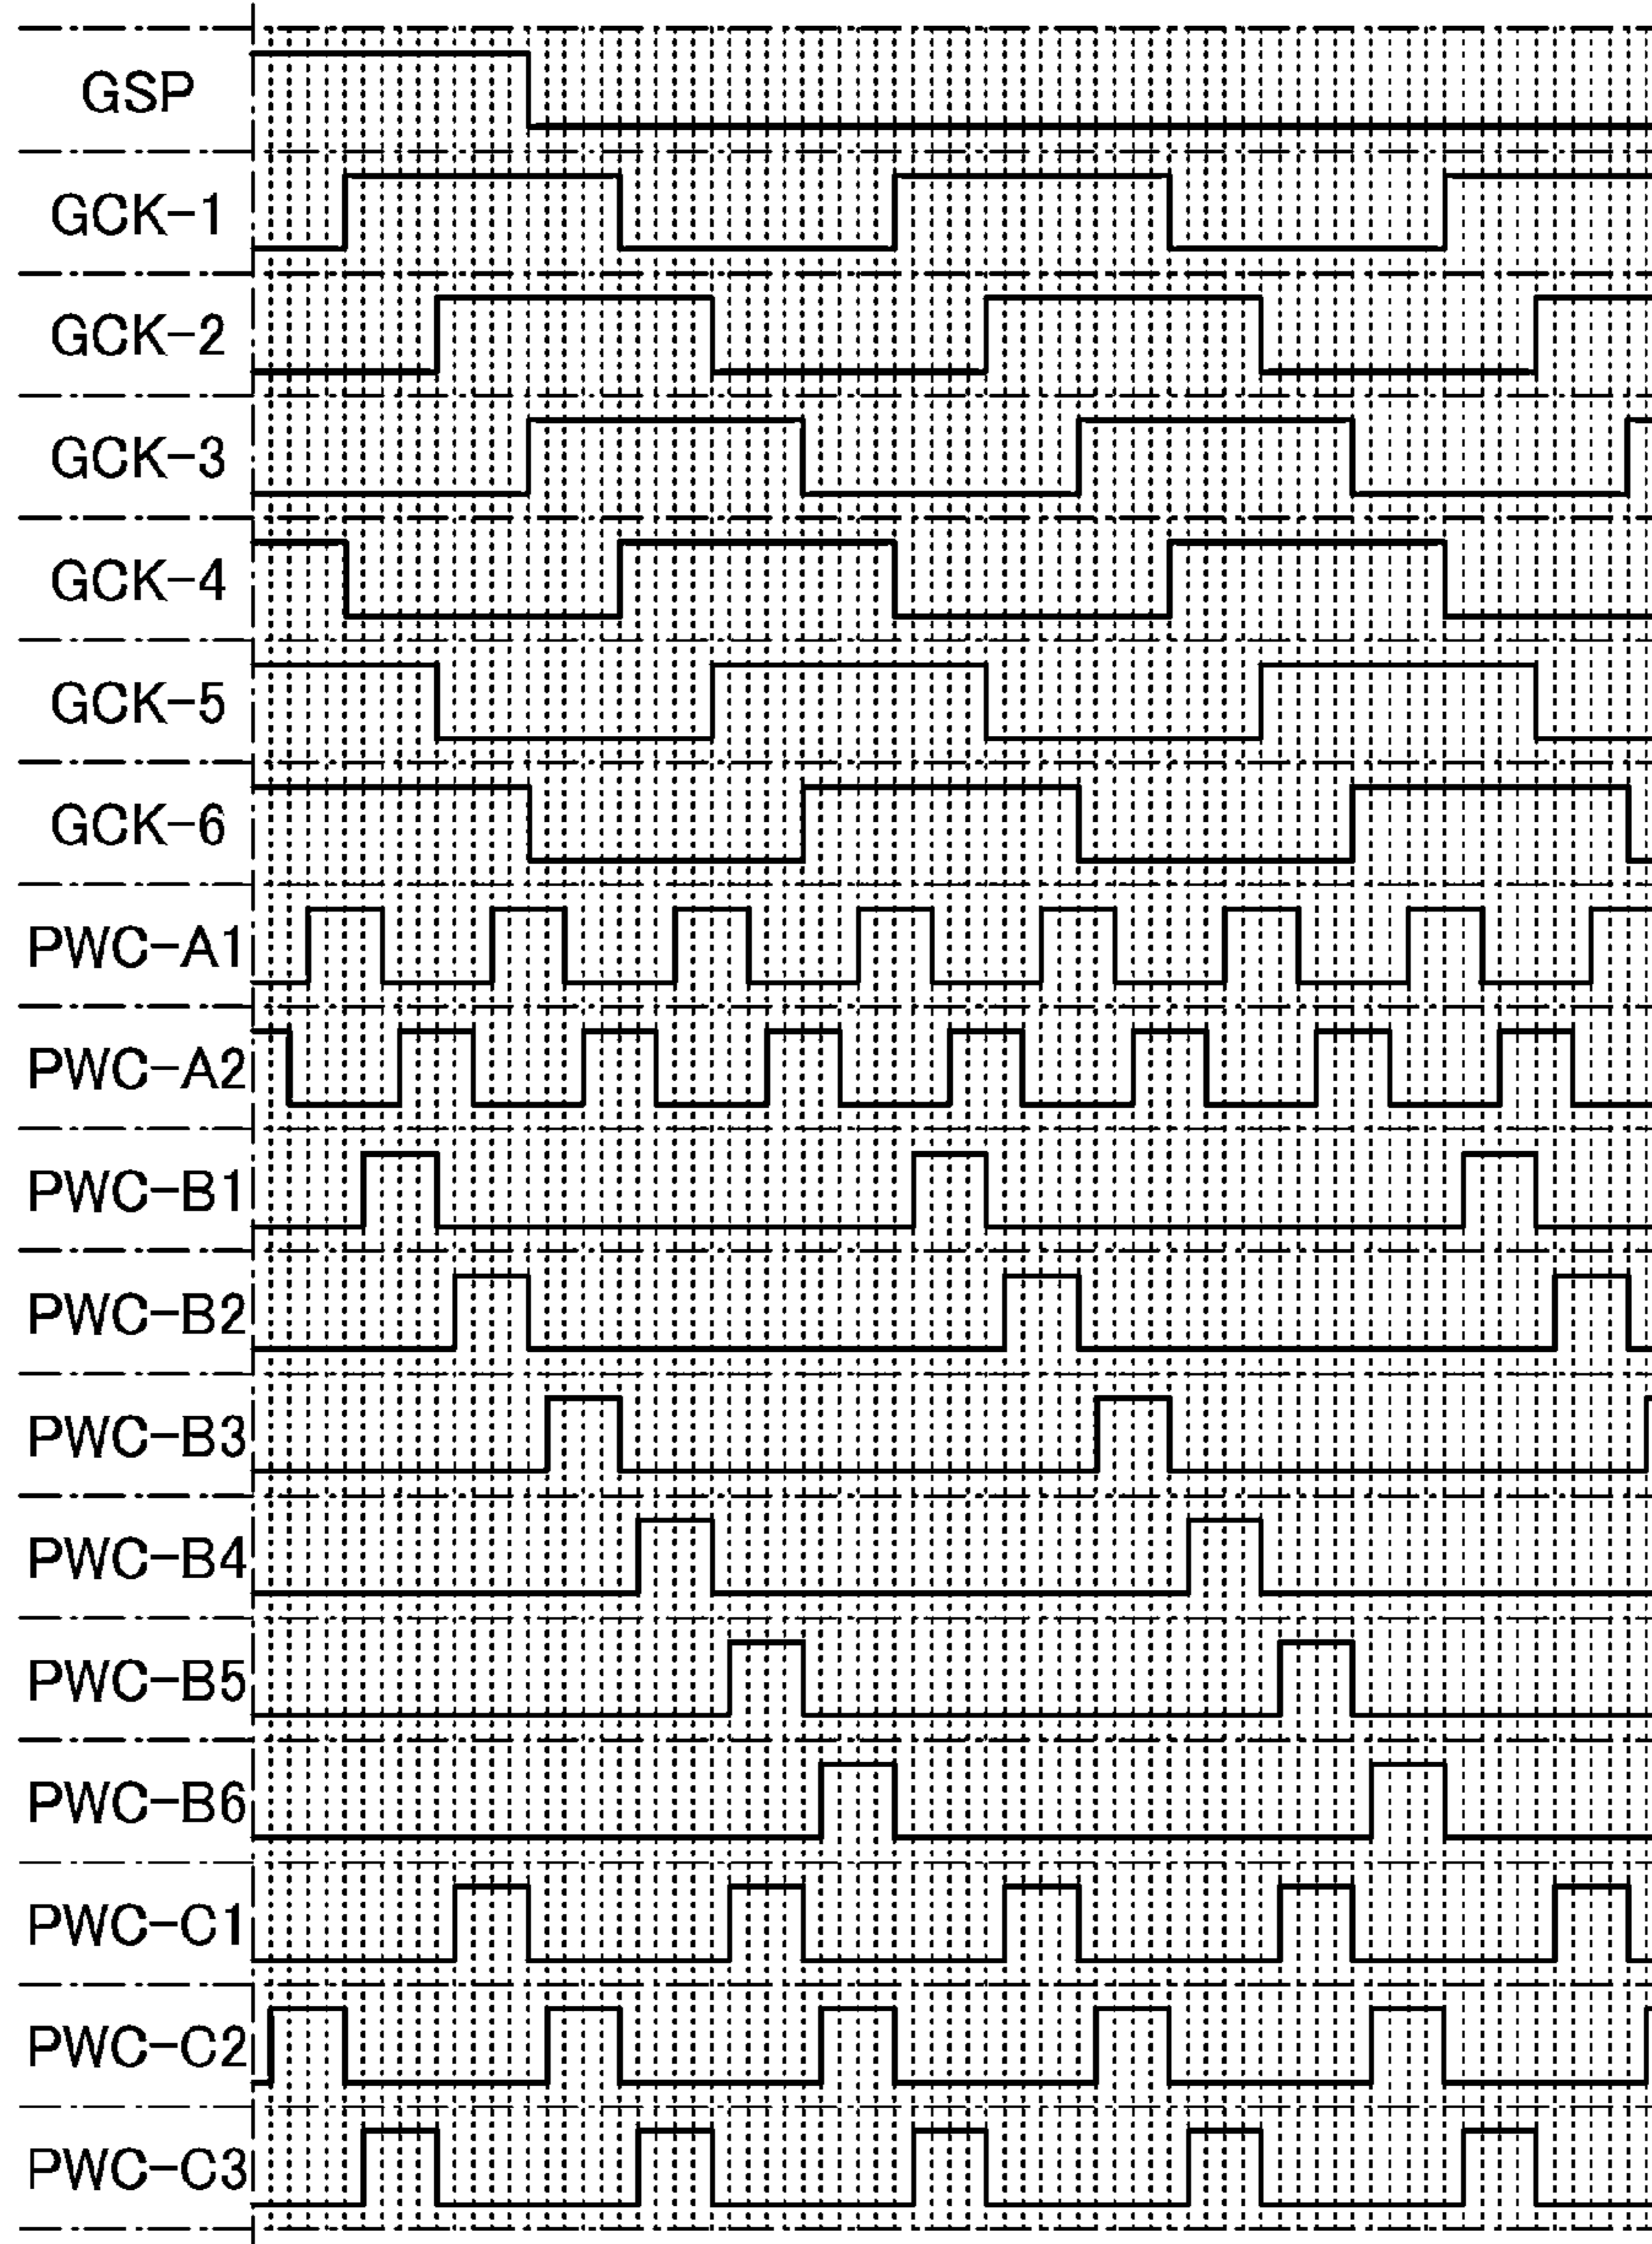 GSP
GCK-1
GCK-2
GCK-3
GCK-4
GCK-5
GCK-6
PWC-A1
PWC-A2
PWC-B1
PWC-B2
PWC-B3
PWC-B4
PWC-B5
PWC-B6
PWC-C1
PWC-C2
PWC-C3